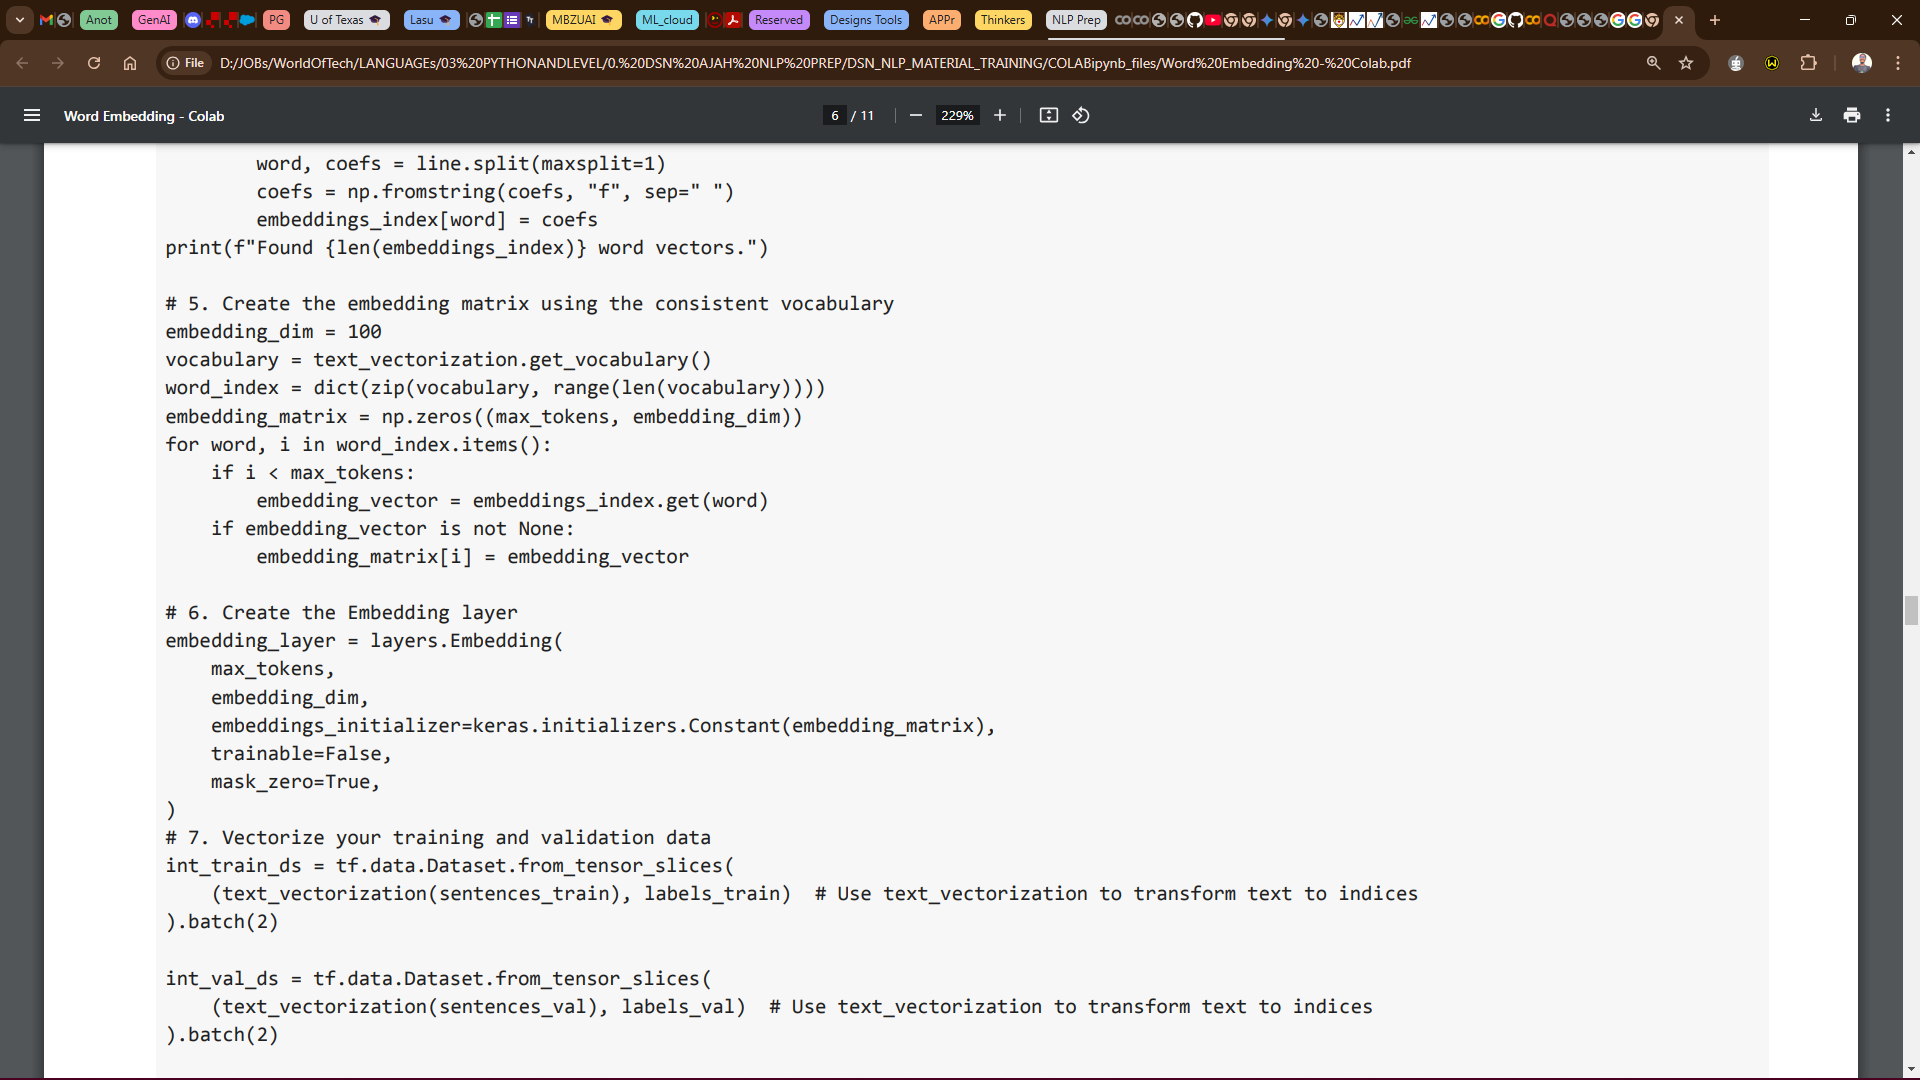 Anot
GenAI
PG
U of Texas 🎓
Lasu 🎓
Tr
MBZUAI 🎓
ML_cloud
Reserved
Designs Tools
APPr
Thinkers
NLP Prep
File
D:/JOBs/WorldOfTech/LANGUAGEs/03%20PYTHONANDLEVEL/0.%20DSN%20AJAH%20NLP%20PREP/DSN_NLP_MATERIAL_TRAINING/COLABipynb_files/Word%20Embedding%20-%20Colab.pdf
Word Embedding - Colab
6 / 11
229%
        word, coefs = line.split(maxsplit=1)
        coefs = np.fromstring(coefs, "f", sep=" ")
        embeddings_index[word] = coefs
print(f"Found {len(embeddings_index)} word vectors.")
# 5. Create the embedding matrix using the consistent vocabulary
embedding_dim = 100
vocabulary = text_vectorization.get_vocabulary()
word_index = dict(zip(vocabulary, range(len(vocabulary))))
embedding_matrix = np.zeros((max_tokens, embedding_dim))
for word, i in word_index.items():
    if i < max_tokens:
        embedding_vector = embeddings_index.get(word)
    if embedding_vector is not None:
        embedding_matrix[i] = embedding_vector
# 6. Create the Embedding layer
embedding_layer = layers.Embedding(
    max_tokens,
    embedding_dim,
    embeddings_initializer=keras.initializers.Constant(embedding_matrix),
    trainable=False,
    mask_zero=True,
)
# 7. Vectorize your training and validation data
int_train_ds = tf.data.Dataset.from_tensor_slices(
    (text_vectorization(sentences_train), labels_train)  # Use text_vectorization to transform text to indices
).batch(2)
int_val_ds = tf.data.Dataset.from_tensor_slices(
    (text_vectorization(sentences_val), labels_val)  # Use text_vectorization to transform text to indices
).batch(2)